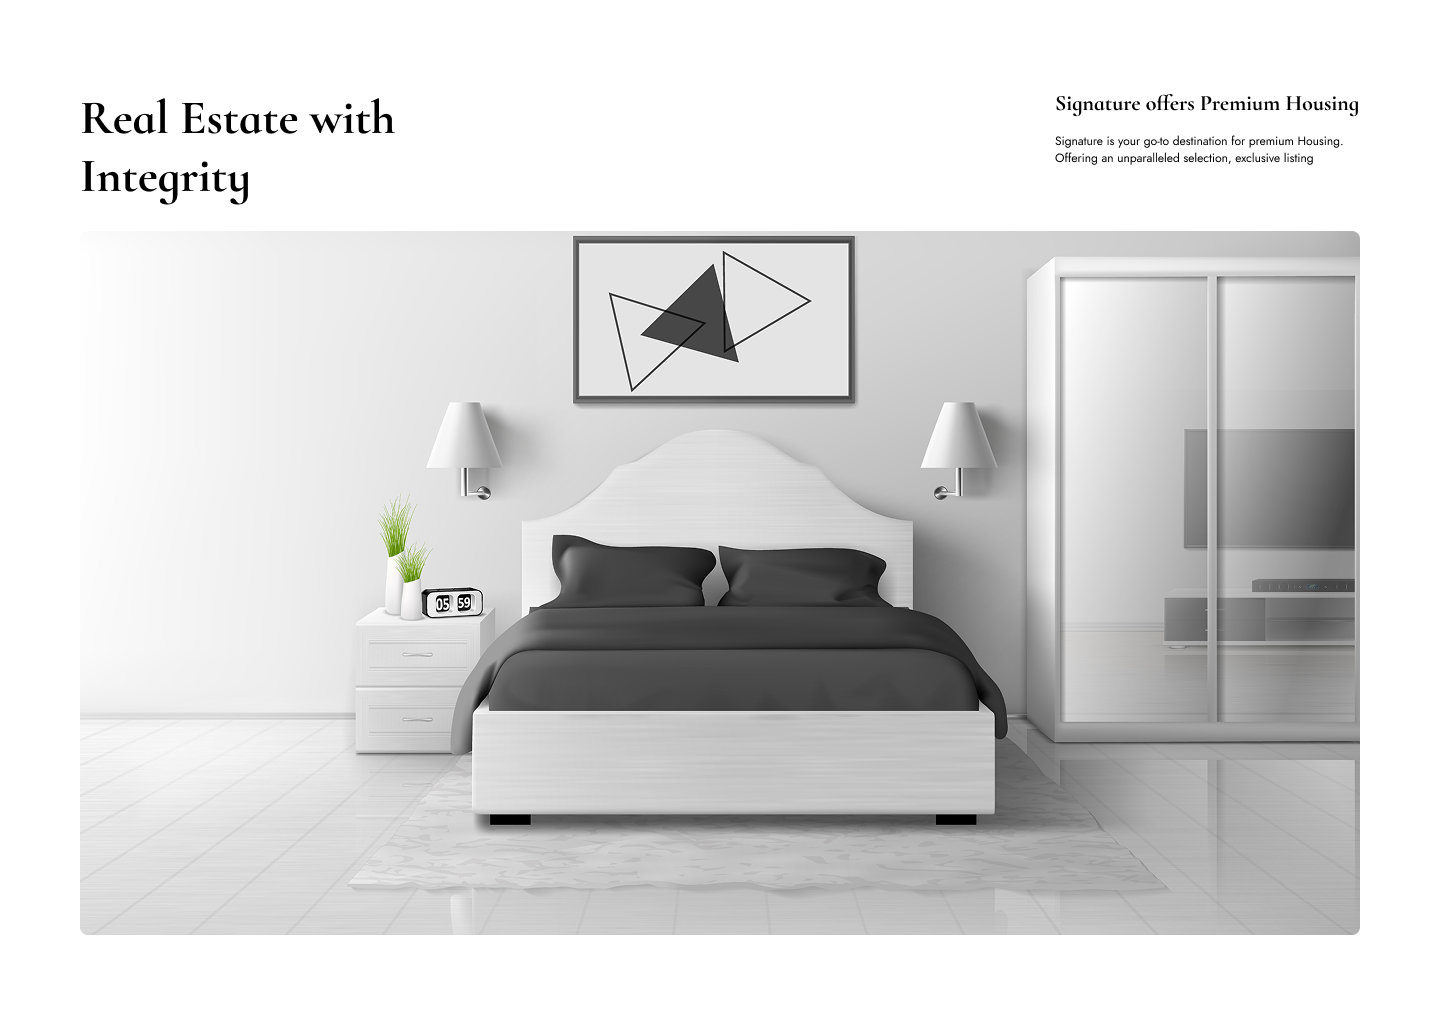 Real Estate with
Integrity
Signature offers Premium Housing
Signature is your go-to destination for premium Housing.
Offering an unparalleled selection, exclusive listing
05 59